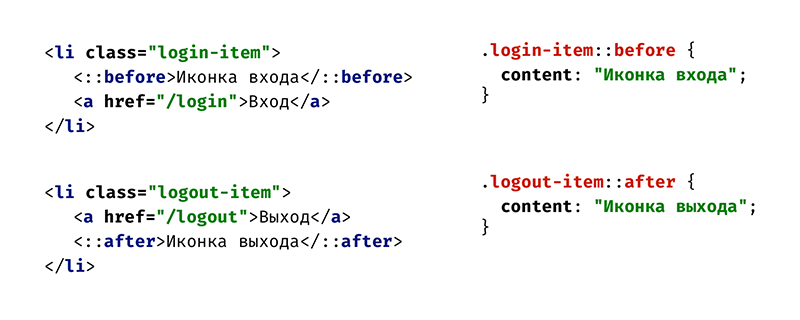 <li class="login-item">
<::before>Иконка входа</::before>
<a href="/login">Вход</a>
</li>
.login-item::before {
content: "Иконка входа";
}
<li class="logout-item">
<a href="/logout">Выход</a>
<::after>Иконка выхода</::after>
</li>
.logout-item::after {
content: "Иконка выхода";
}